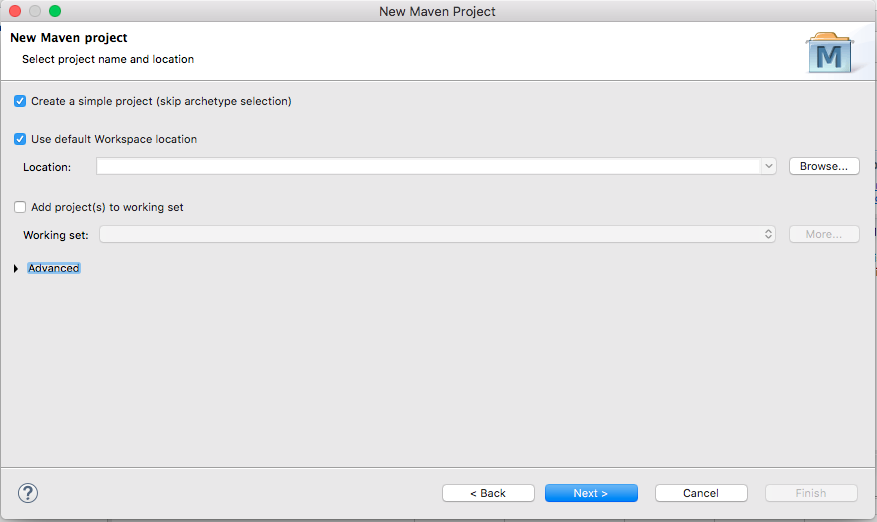 New Maven Project
New Maven project
Select project name and location
M
Create a simple project (skip archetype selection)
Use default Workspace location
Location:
Browse...
Add project(s) to working set
Working set:
More...
Advanced
?
< Back
Next >
Cancel
Finish